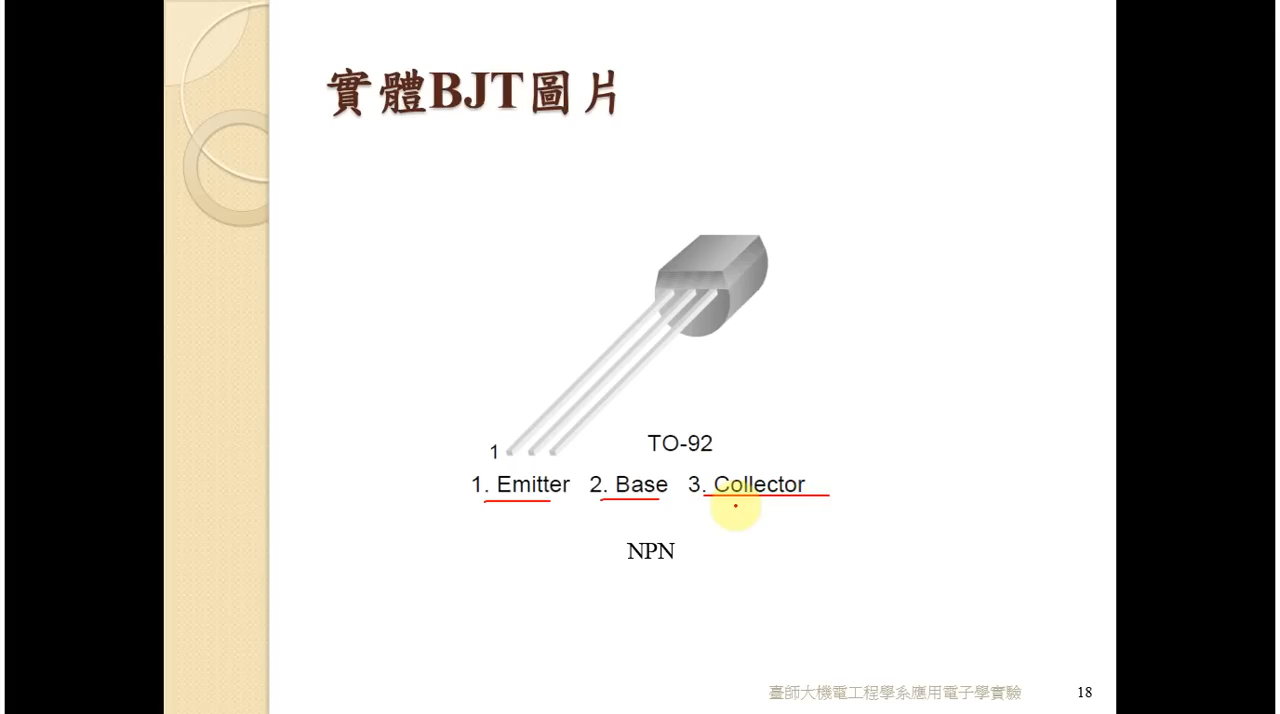 實體BJT圖片
1
TO-92
1. Emitter 2. Base 3. Collector
NPN
臺師大機電工程學系應用電子學實驗 18